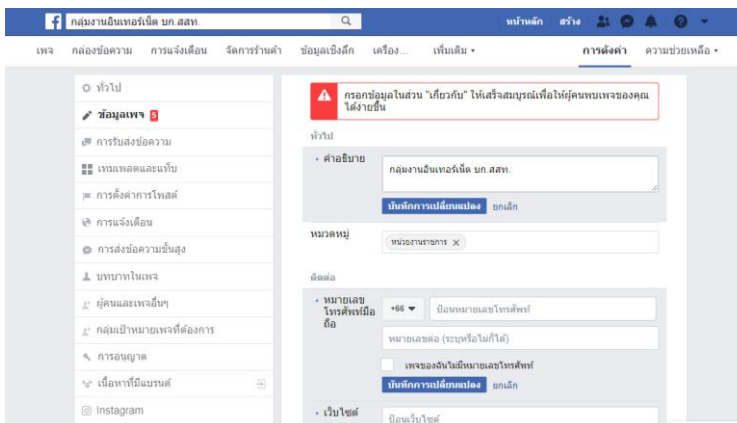 กลุ่มงานอินเทอร์เน็ต บก.สสท.
หน้าหลัก สร้าง
เพจ กล่องข้อความ การแจ้งเตือน จัดการร้านค้า ข้อมูลเชิงลึก เครื่อง... เพิ่มเติม การตั้งค่า ความช่วยเหลือ
ทั่วไป
ข้อมูลเพจ 5
การรับส่งข้อความ
เทมเพลตและแท็บ
การตั้งค่าการโพสต์
การแจ้งเตือน
การส่งข้อความขั้นสูง
บทบาทในเพจ
ผู้คนและเพจอื่นๆ
กลุ่มเป้าหมายเพจที่ต้องการ
การอนุญาต
เนื้อหาที่มีแบรนด์
Instagram
กรอกข้อมูลในส่วน "เกี่ยวกับ" ให้เสร็จสมบูรณ์เพื่อให้ผู้คนพบเพจของคุณ
ได้ง่ายขึ้น
ทั่วไป
คำอธิบาย
กลุ่มงานอินเทอร์เน็ต บก.สสท.
บันทึกการเปลี่ยนแปลง ยกเลิก
หมวดหมู่
หน่วยงานราชการ
ติดต่อ
หมายเลข
โทรศัพท์มือ
ถือ
+66 ป้อนหมายเลขโทรศัพท์
หมายเลขต่อ (ระบุหรือไม่ก็ได้)
เพจของฉันไม่มีหมายเลขโทรศัพท์
บันทึกการเปลี่ยนแปลง ยกเลิก
เว็บไซต์
ป้อนเว็บไซต์